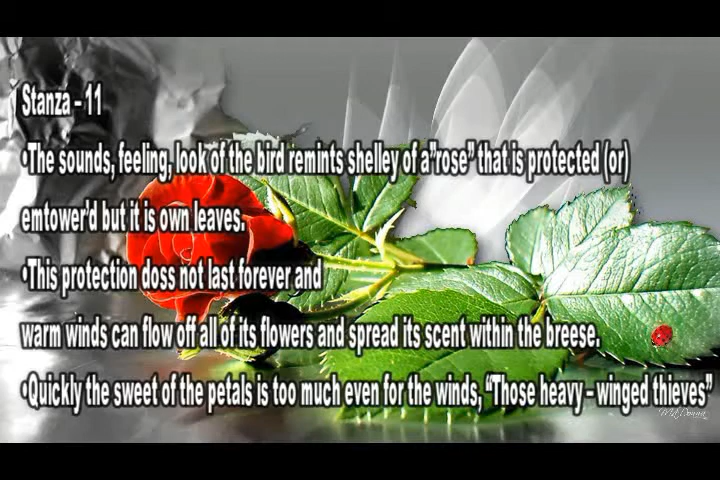 Stanza – 11
•The sounds, feeling, look of the bird remints shelley of a"rose" that is protected (or)
emtower'd but it is own leaves.
•This protection doss not last forever and
warm winds can flow off all of its flowers and spread its scent within the breese.
•Quickly the sweet of the petals is too much even for the winds, "Those heavy – winged thieves"